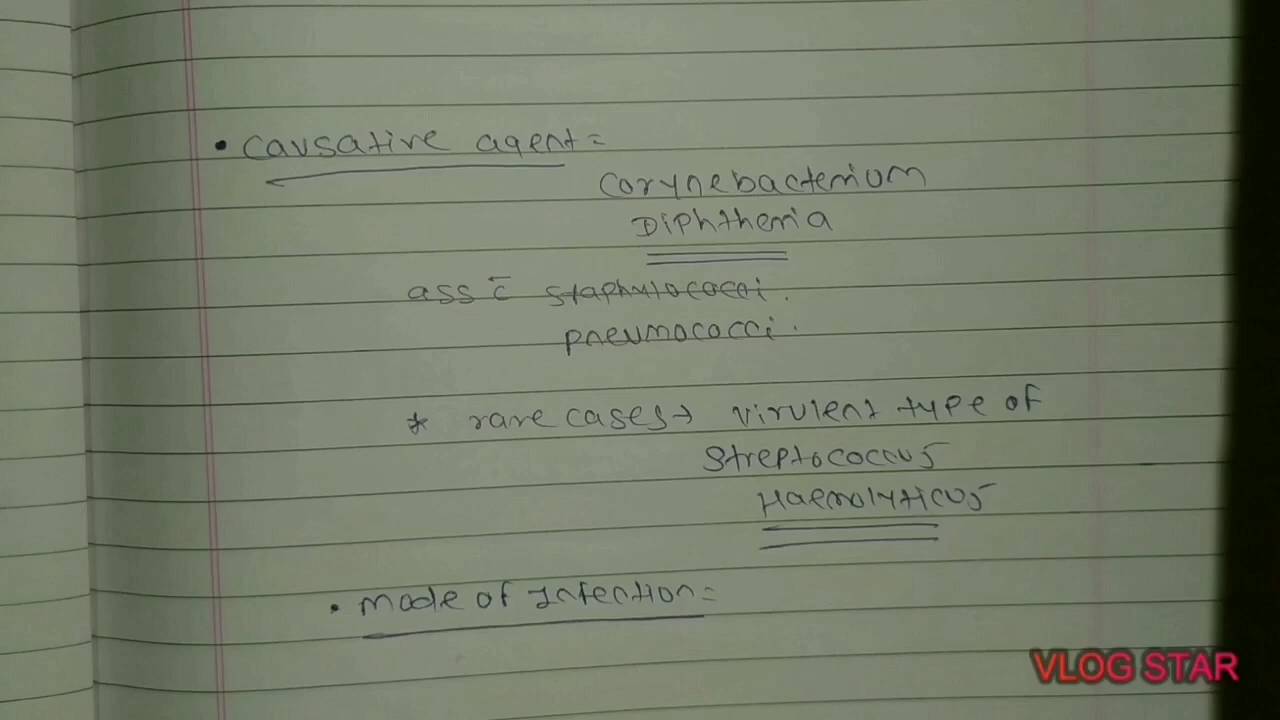 • Causative agent =
Corynebacterium
Diphtheria
ass c̄ staphylococci.
pneumococci.
* rare cases → virulent type of
Streptococcus
Haemolyticus
• mode of Infection =
VLOG STAR